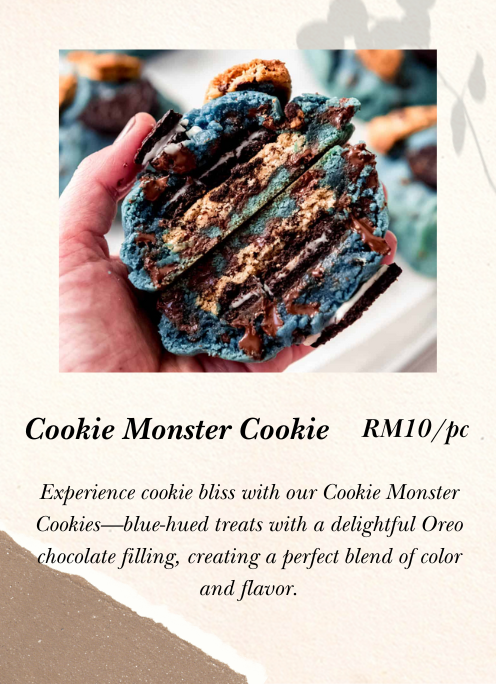 Cookie Monster Cookie RM10/pc
Experience cookie bliss with our Cookie Monster
Cookies—blue-hued treats with a delightful Oreo
chocolate filling, creating a perfect blend of color
and flavor.